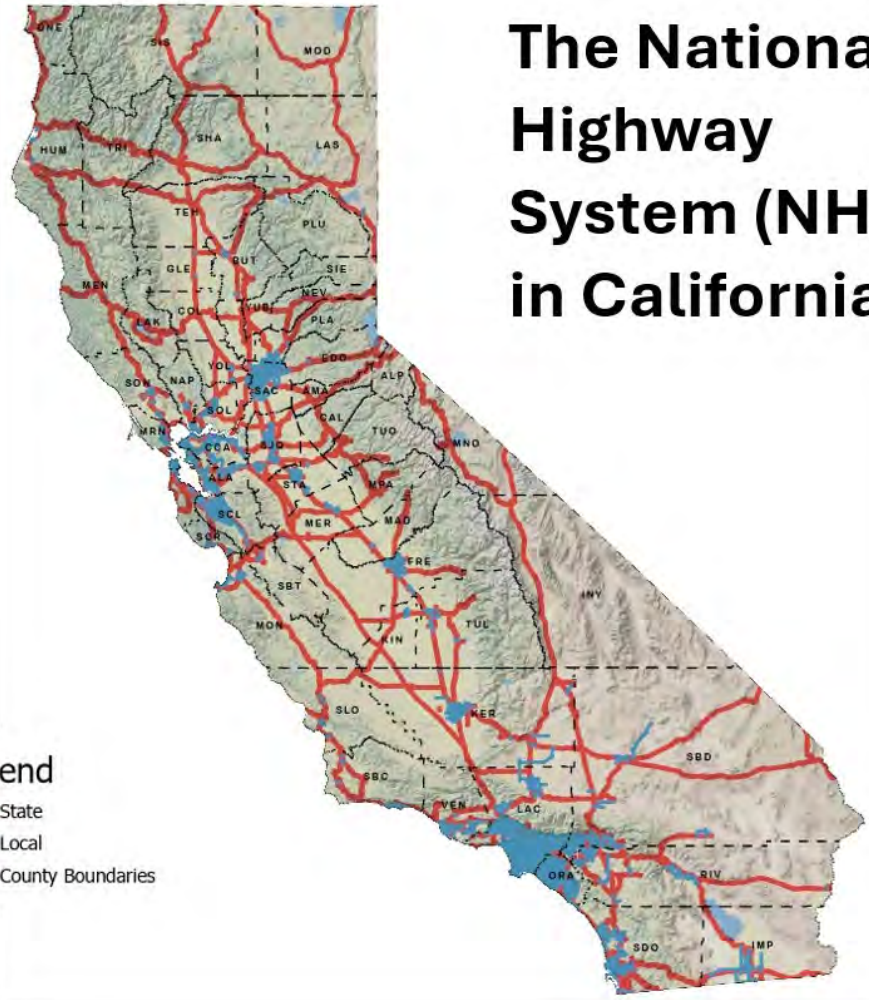 The Nationa
Highway
System (NH
in California
DNE
SIS
MOD
HUM
TRI
SHA
LAS
TEH
PLU
BUT
GLE
SIE
MEN
NEV
COL
YUB
LAK
PLA
YOL
EDO
SON
NAP
SAC
AMA
ALP
SOL
CAL
MRN
TUO
MNO
CCA
SJO
ALA
STA
MPA
SCL
MER
MAD
SCR
FRE
SBT
INY
MON
TUL
KIN
SLO
KER
SBD
end
SBC
State
VEN
LAC
Local
County Boundaries
ORA
RIV
SDO
IMP